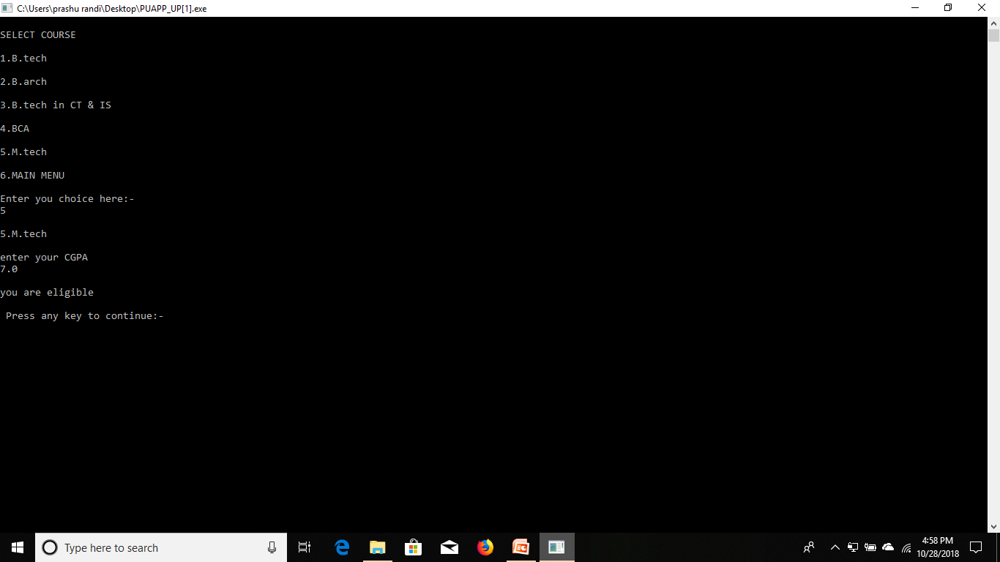 C:\Users\prashu randi\Desktop\PUAPP_UP[1].exe
SELECT COURSE
1.B.tech
2.B.arch
3.B.tech in CT & IS
4.BCA
5.M.tech
6.MAIN MENU
Enter you choice here:-
5
5.M.tech
enter your CGPA
7.0
you are eligible
Press any key to continue:-
Type here to search
4:58 PM
10/28/2018